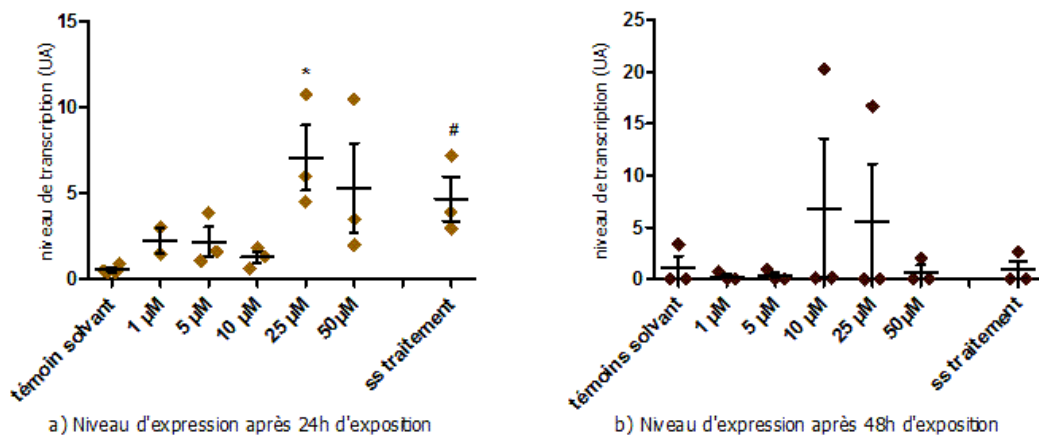 niveau de transcription (UA)
15
10
5
0
*
#
témoin solvant
1 µM
5 µM
10 µM
25 µM
50µM
ss traitement
a) Niveau d'expression après 24h d'exposition
niveau de transcription (UA)
25
20
15
10
5
0
témoins solvant
1 µM
5 µM
10 µM
25 µM
50 µM
ss traitement
b) Niveau d'expression après 48h d'exposition